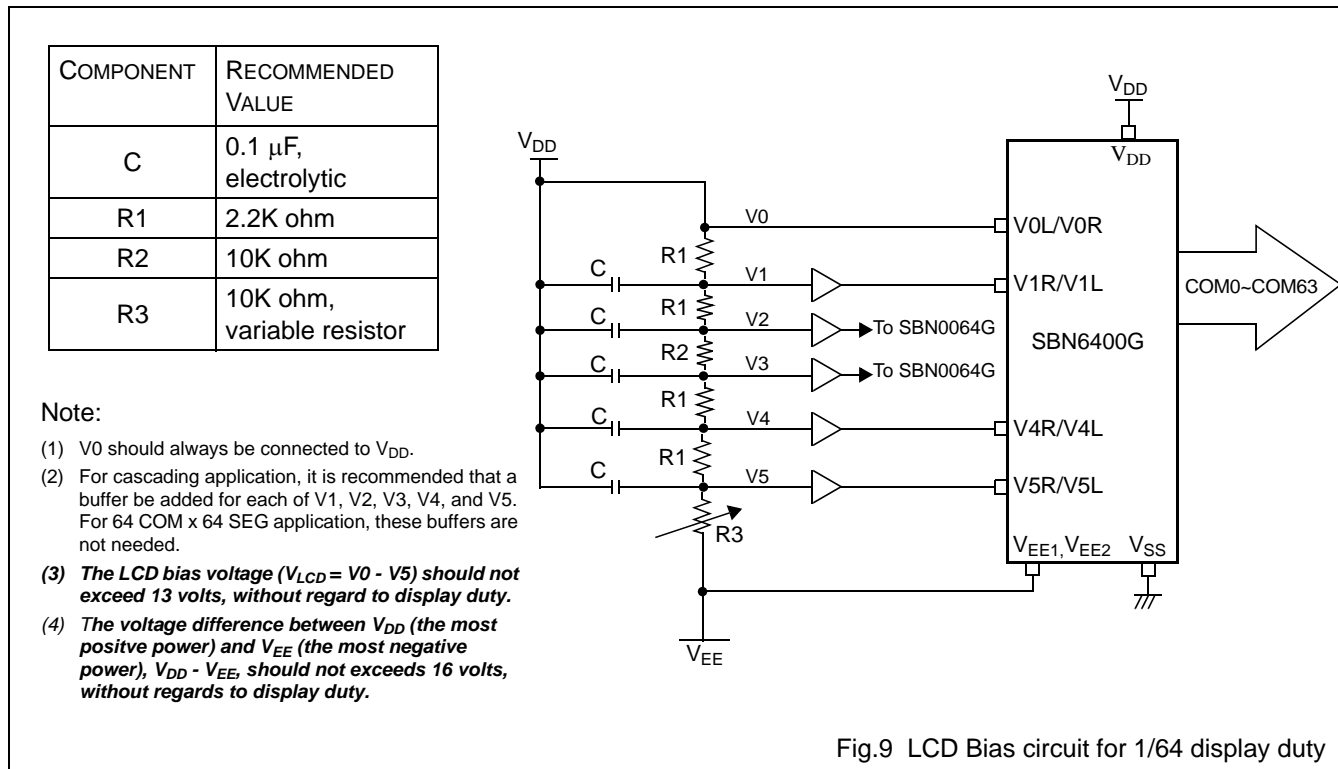 COMPONENT RECOMMENDED
VALUE
C 0.1 μF,
electrolytic
R1 2.2K ohm
R2 10K ohm
R3 10K ohm,
variable resistor
Note:
(1) V0 should always be connected to VDD.
(2) For cascading application, it is recommended that a
buffer be added for each of V1, V2, V3, V4, and V5.
For 64 COM x 64 SEG application, these buffers are
not needed.
(3) The LCD bias voltage (VLCD = V0 - V5) should not
exceed 13 volts, without regard to display duty.
(4) The voltage difference between VDD (the most
positve power) and VEE (the most negative
power), VDD - VEE, should not exceeds 16 volts,
without regards to display duty.
VDD
VDD
VDD
V0
V0L/V0R
R1
C
V1
V1R/V1L
COM0~COM63
R1
C
V2
To SBN0064G
SBN6400G
R2
C
V3
To SBN0064G
R1
C
V4
V4R/V4L
R1
C
V5
V5R/V5L
R3
VEE1, VEE2
VSS
VEE
Fig.9 LCD Bias circuit for 1/64 display duty